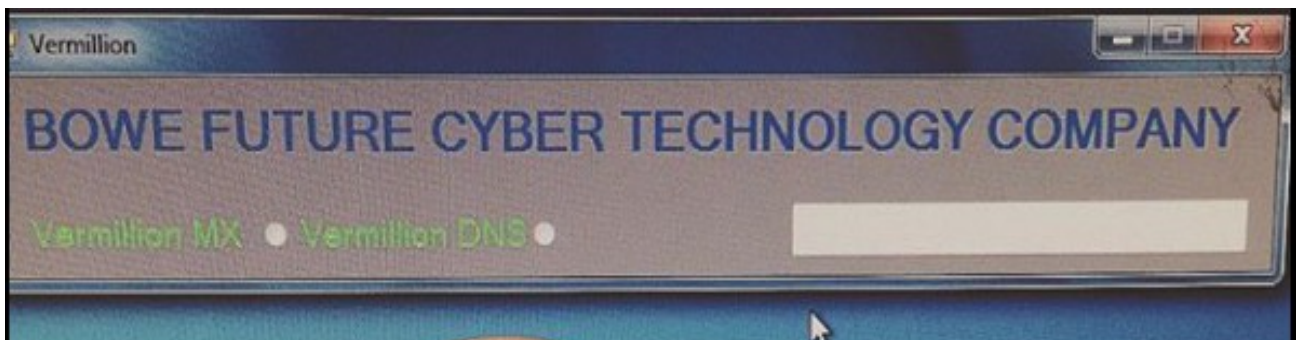 Vermillion
BOWE FUTURE CYBER TECHNOLOGY COMPANY
Vermillion MX Vermillion DNS